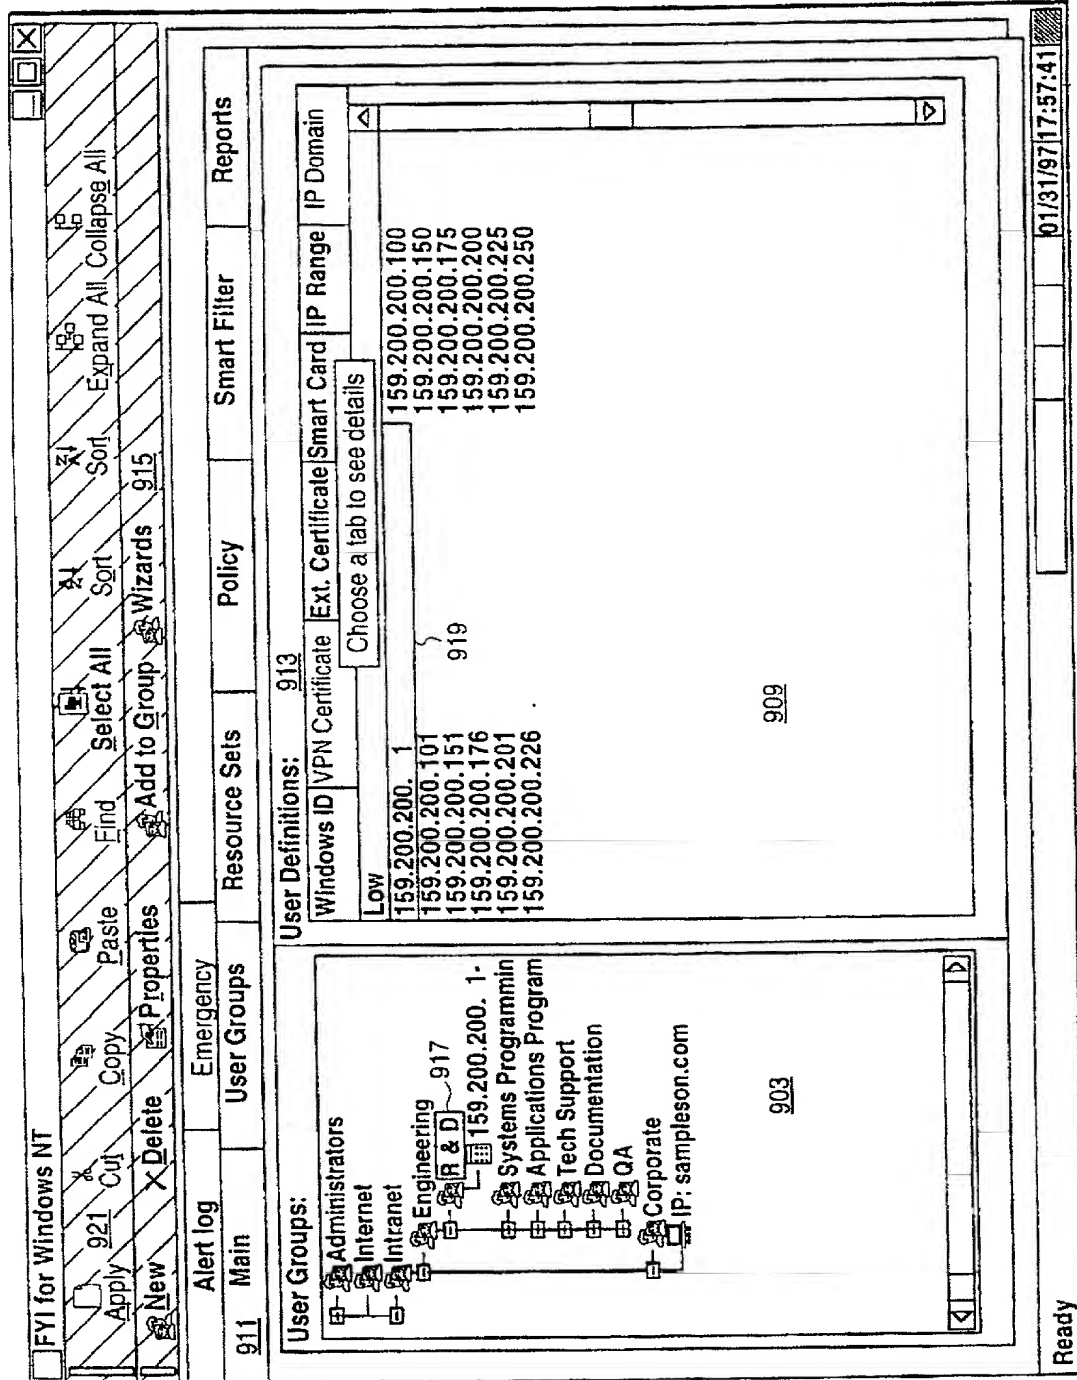 FYI for Windows NT
Apply 921 Cut Copy Paste Find Select All Sort Sort Expand All Collapse All
New Delete Properties Add to Group Wizards 915
Alert log Emergency
911 Main User Groups Resource Sets Policy Smart Filter Reports
User Groups:
Administrators
Internet
Intranet
Engineering
R & D 917
159.200.200. 1-
Systems Programmin
Applications Program
Tech Support
Documentation
QA
Corporate
IP: sampleson.com
903
User Definitions: 913
Windows ID VPN Certificate Ext. Certificate Smart Card IP Range IP Domain
Choose a tab to see details
Low
159.200.200. 1 159.200.200.100
159.200.200.101 159.200.200.150
159.200.200.151 159.200.200.175
159.200.200.176 159.200.200.200
159.200.200.201 159.200.200.225
159.200.200.226 159.200.200.250
919
909
Ready 01/31/97 17:57:41